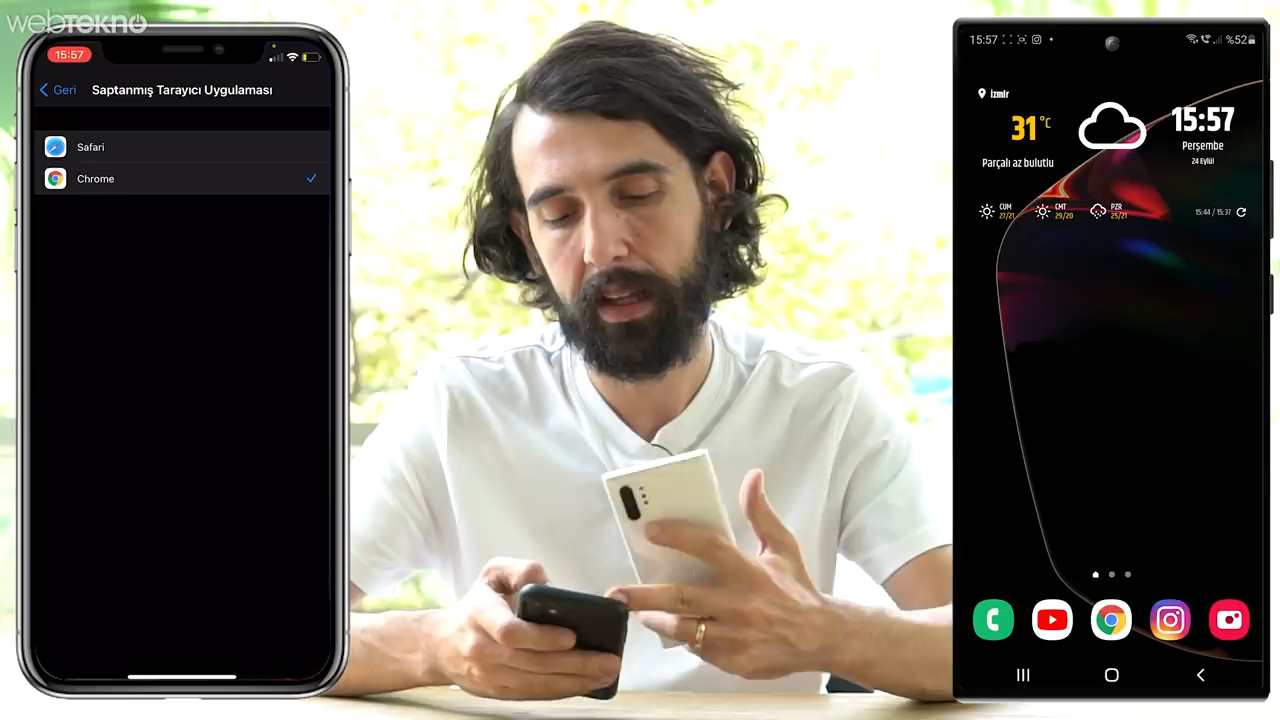 webTEKNO
15:57
Geri
Saptanmış Tarayıcı Uygulaması
Safari
Chrome
15:57
%52
İzmir
31°C
Parçalı az bulutlu
15:57
Perşembe
24 Eylül
CUM
27/21
CMT
29/20
PZR
25/21
15:44 / 15:37